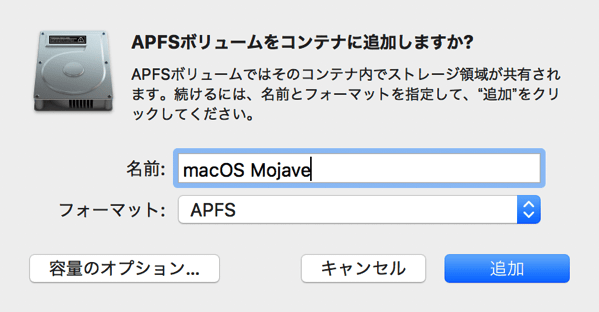 APFSボリュームをコンテナに追加しますか?
APFSボリュームではそのコンテナ内でストレージ領域が共有されま
す。続けるには、名前とフォーマットを指定して、“追加”をクリ
ックしてください。
名前: macOS Mojave
フォーマット: APFS
容量のオプション... キャンセル 追加